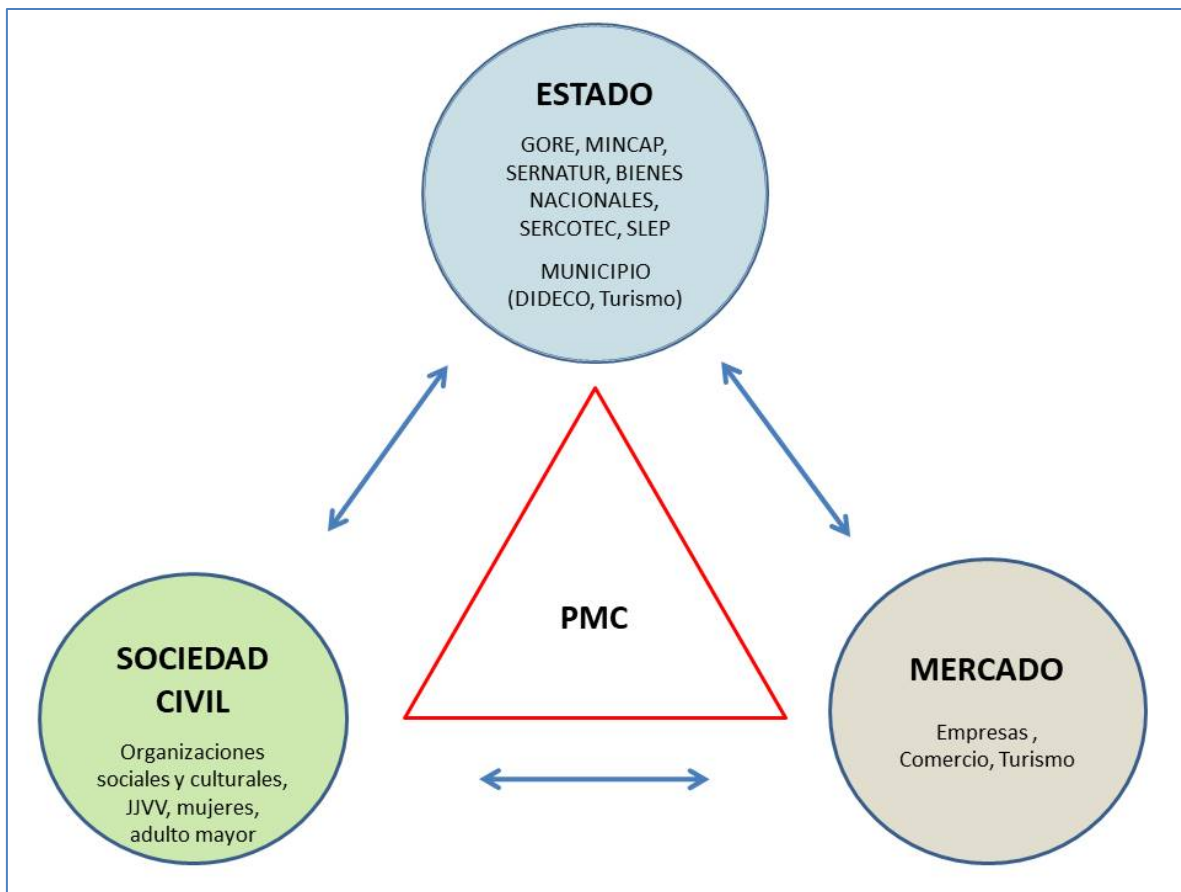 ESTADO
GORE, MINCAP,
SERNATUR, BIENES
NACIONALES,
SERCOTEC, SLEP
MUNICIPIO
(DIDECO, Turismo)
PMC
SOCIEDAD
CIVIL
Organizaciones
sociales y culturales,
JJVV, mujeres,
adulto mayor
MERCADO
Empresas ,
Comercio, Turismo